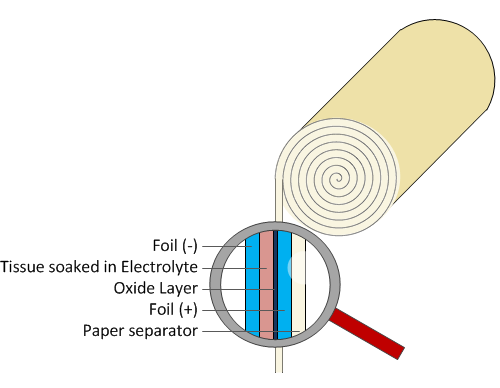 Foil (-)
Tissue soaked in Electrolyte
Oxide Layer
Foil (+)
Paper separator